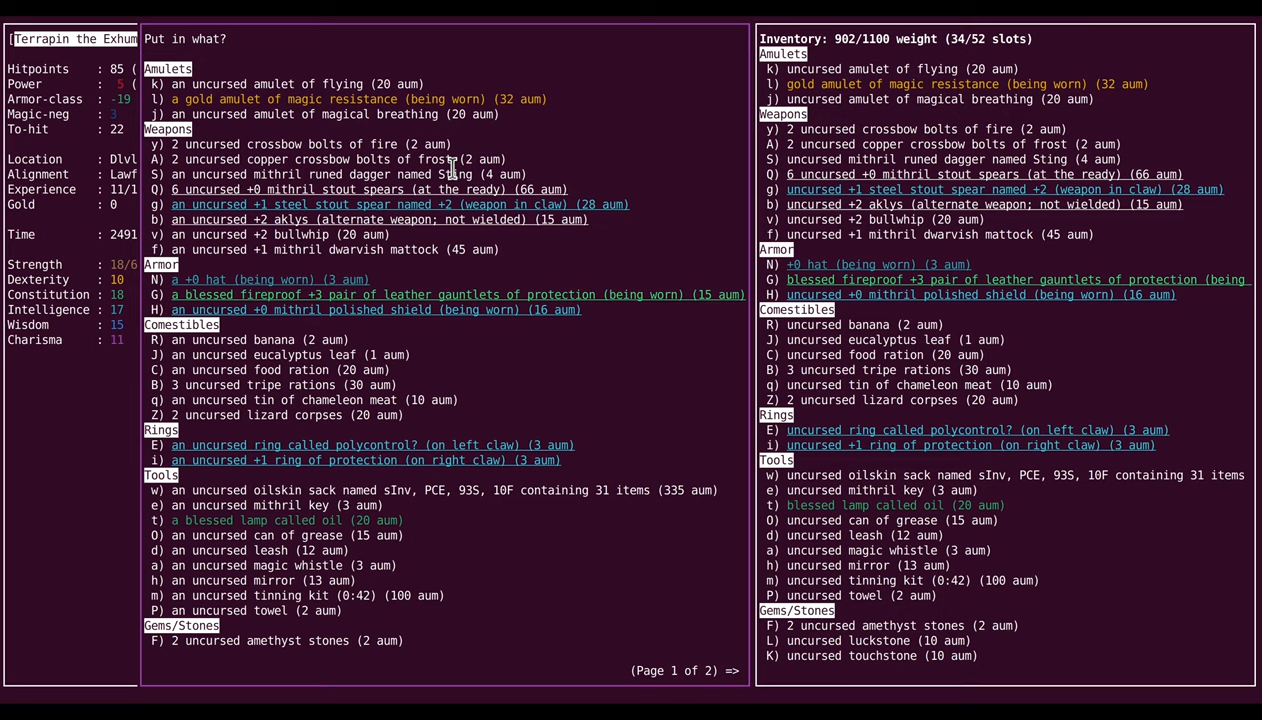 [Terrapin the Exhum
Hitpoints : 85 (
Power : 5 (
Armor-class : -19
Magic-neg : 3
To-hit : 22
Location : Dlvl
Alignment : Lawf
Experience : 11/1
Gold : 0
Time : 2491
Strength : 18/6
Dexterity : 10
Constitution : 18
Intelligence : 17
Wisdom : 15
Charisma : 11
Put in what?
Amulets
k) an uncursed amulet of flying (20 aum)
l) a gold amulet of magic resistance (being worn) (32 aum)
j) an uncursed amulet of magical breathing (20 aum)
Weapons
y) 2 uncursed crossbow bolts of fire (2 aum)
A) 2 uncursed copper crossbow bolts of frost (2 aum)
S) an uncursed mithril runed dagger named Sting (4 aum)
Q) 6 uncursed +0 mithril stout spears (at the ready) (66 aum)
g) an uncursed +1 steel stout spear named +2 (weapon in claw) (28 aum)
b) an uncursed +2 aklys (alternate weapon; not wielded) (15 aum)
v) an uncursed +2 bullwhip (20 aum)
f) an uncursed +1 mithril dwarvish mattock (45 aum)
Armor
N) a +0 hat (being worn) (3 aum)
G) a blessed fireproof +3 pair of leather gauntlets of protection (being worn) (15 aum)
H) an uncursed +0 mithril polished shield (being worn) (16 aum)
Comestibles
R) an uncursed banana (2 aum)
J) an uncursed eucalyptus leaf (1 aum)
C) an uncursed food ration (20 aum)
B) 3 uncursed tripe rations (30 aum)
q) an uncursed tin of chameleon meat (10 aum)
Z) 2 uncursed lizard corpses (20 aum)
Rings
E) an uncursed ring called polycontrol? (on left claw) (3 aum)
i) an uncursed +1 ring of protection (on right claw) (3 aum)
Tools
w) an uncursed oilskin sack named sInv, PCE, 93S, 10F containing 31 items (335 aum)
e) an uncursed mithril key (3 aum)
t) a blessed lamp called oil (20 aum)
O) an uncursed can of grease (15 aum)
d) an uncursed leash (12 aum)
a) an uncursed magic whistle (3 aum)
h) an uncursed mirror (13 aum)
m) an uncursed tinning kit (0:42) (100 aum)
P) an uncursed towel (2 aum)
Gems/Stones
F) 2 uncursed amethyst stones (2 aum)
(Page 1 of 2) =>
Inventory: 902/1100 weight (34/52 slots)
Amulets
k) uncursed amulet of flying (20 aum)
l) gold amulet of magic resistance (being worn) (32 aum)
j) uncursed amulet of magical breathing (20 aum)
Weapons
y) 2 uncursed crossbow bolts of fire (2 aum)
A) 2 uncursed copper crossbow bolts of frost (2 aum)
S) uncursed mithril runed dagger named Sting (4 aum)
Q) 6 uncursed +0 mithril stout spears (at the ready) (66 aum)
g) uncursed +1 steel stout spear named +2 (weapon in claw) (28 aum)
b) uncursed +2 aklys (alternate weapon; not wielded) (15 aum)
v) uncursed +2 bullwhip (20 aum)
f) uncursed +1 mithril dwarvish mattock (45 aum)
Armor
N) +0 hat (being worn) (3 aum)
G) blessed fireproof +3 pair of leather gauntlets of protection (being
H) uncursed +0 mithril polished shield (being worn) (16 aum)
Comestibles
R) uncursed banana (2 aum)
J) uncursed eucalyptus leaf (1 aum)
C) uncursed food ration (20 aum)
B) 3 uncursed tripe rations (30 aum)
q) uncursed tin of chameleon meat (10 aum)
Z) 2 uncursed lizard corpses (20 aum)
Rings
E) uncursed ring called polycontrol? (on left claw) (3 aum)
i) uncursed +1 ring of protection (on right claw) (3 aum)
Tools
w) uncursed oilskin sack named sInv, PCE, 93S, 10F containing 31 items
e) uncursed mithril key (3 aum)
t) blessed lamp called oil (20 aum)
O) uncursed can of grease (15 aum)
d) uncursed leash (12 aum)
a) uncursed magic whistle (3 aum)
h) uncursed mirror (13 aum)
m) uncursed tinning kit (0:42) (100 aum)
P) uncursed towel (2 aum)
Gems/Stones
F) 2 uncursed amethyst stones (2 aum)
L) uncursed luckstone (10 aum)
K) uncursed touchstone (10 aum)